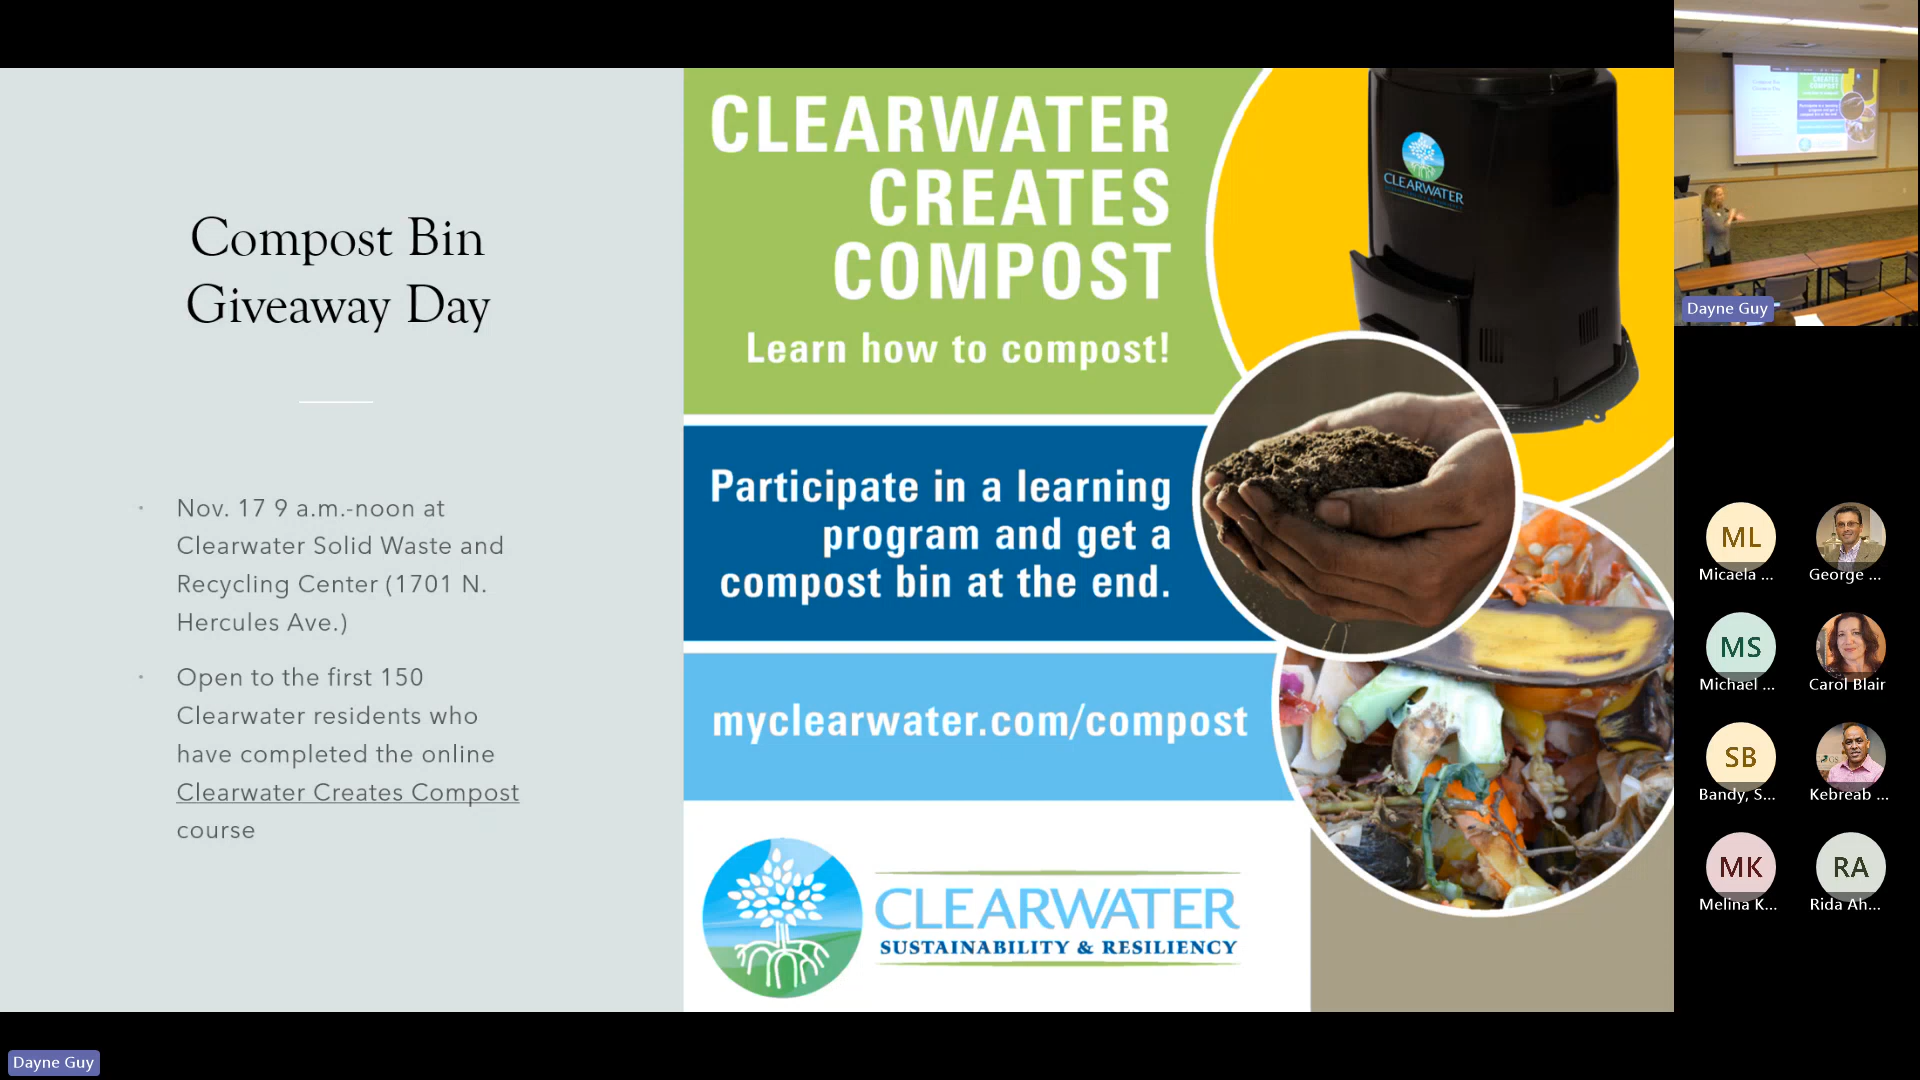 Compost Bin
Giveaway Day
• Nov. 17 9 a.m.-noon at
Clearwater Solid Waste and
Recycling Center (1701 N.
Hercules Ave.)
• Open to the first 150
Clearwater residents who
have completed the online
Clearwater Creates Compost
course
CLEARWATER
CREATES
COMPOST
Learn how to compost!
Participate in a learning
program and get a
compost bin at the end.
myclearwater.com/compost
CLEARWATER
SUSTAINABILITY & RESILIENCY
CLEARWATER
Dayne Guy
ML
Micaela ...
George ...
MS
Michael ...
Carol Blair
SB
Bandy, S...
Kebreab ...
MK
Melina K...
RA
Rida Ah...
Dayne Guy